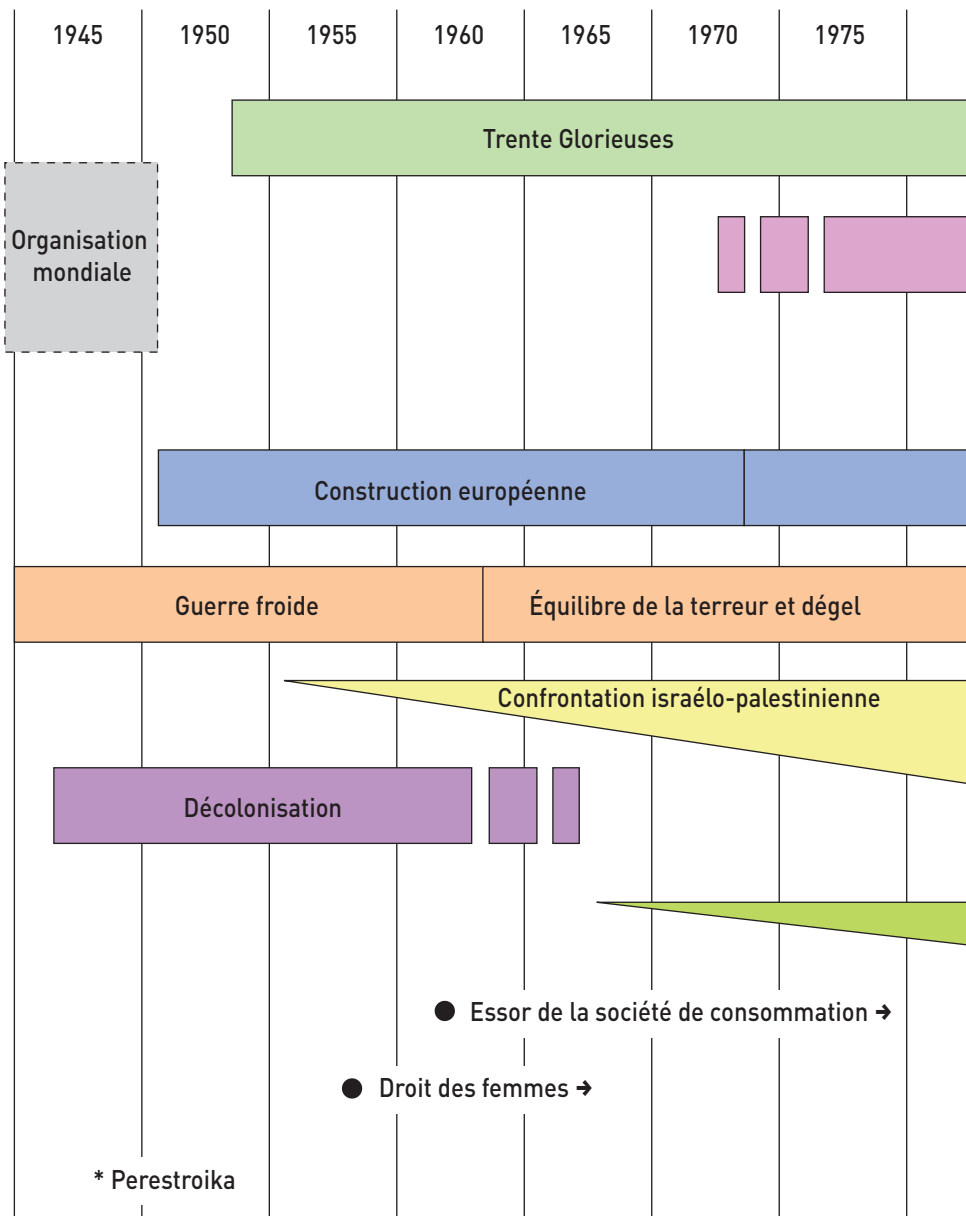 1945 1950 1955 1960 1965 1970 1975
Trente Glorieuses
Organisation
mondiale
Construction européenne
Guerre froide
Équilibre de la terreur et dégel
Confrontation israélo-palestinienne
Décolonisation
● Essor de la société de consommation →
● Droit des femmes →
* Perestroika